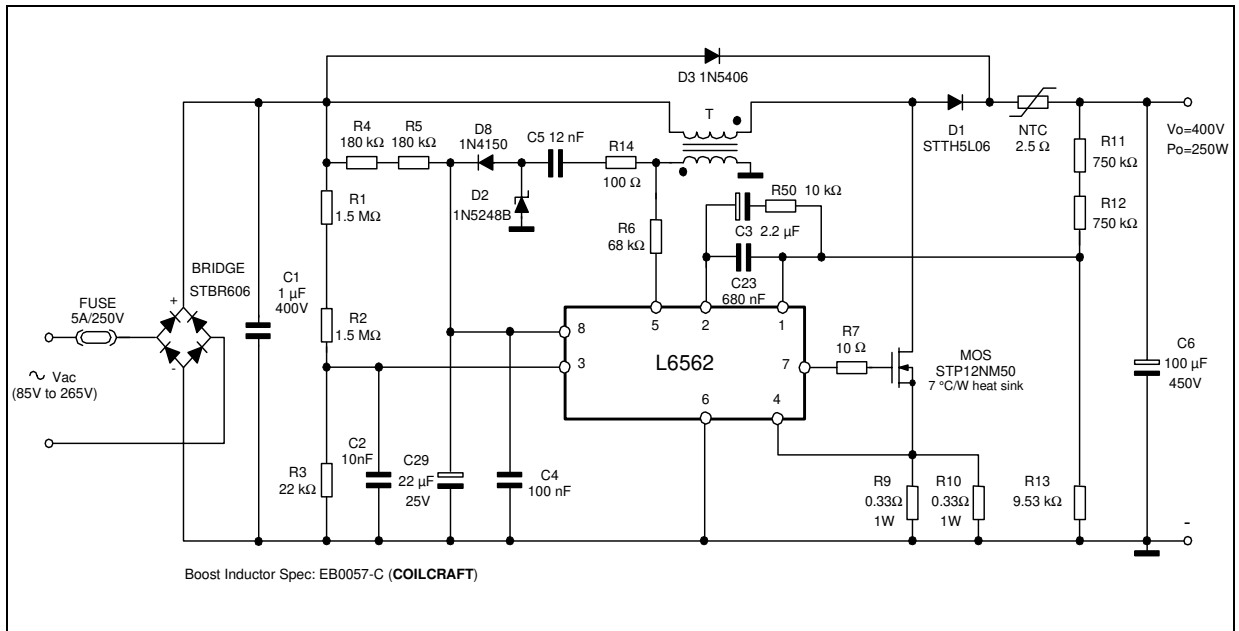 D3 1N5406
T
R4
180 kΩ
R5
180 kΩ
D8
1N4150
C5 12 nF
R14
100 Ω
D1
STTH5L06
NTC
2.5 Ω
R11
750 kΩ
Vo=400V
Po=250W
D2
1N5248B
R50 10 kΩ
R1
1.5 MΩ
R6
68 kΩ
C3 2.2 µF
R12
750 kΩ
C23
680 nF
BRIDGE
STBR606
C1
1 µF
400V
FUSE
5A/250V
+
-
R2
1.5 MΩ
5
2
1
8
3
L6562
7
6
4
R7
10 Ω
MOS
STP12NM50
7 °C/W heat sink
C6
100 µF
450V
~ Vac
(85V to 265V)
R3
22 kΩ
C2
10nF
C29
22 µF
25V
C4
100 nF
R9
0.33Ω
1W
R10
0.33Ω
1W
R13
9.53 kΩ
-
Boost Inductor Spec: EB0057-C (COILCRAFT)